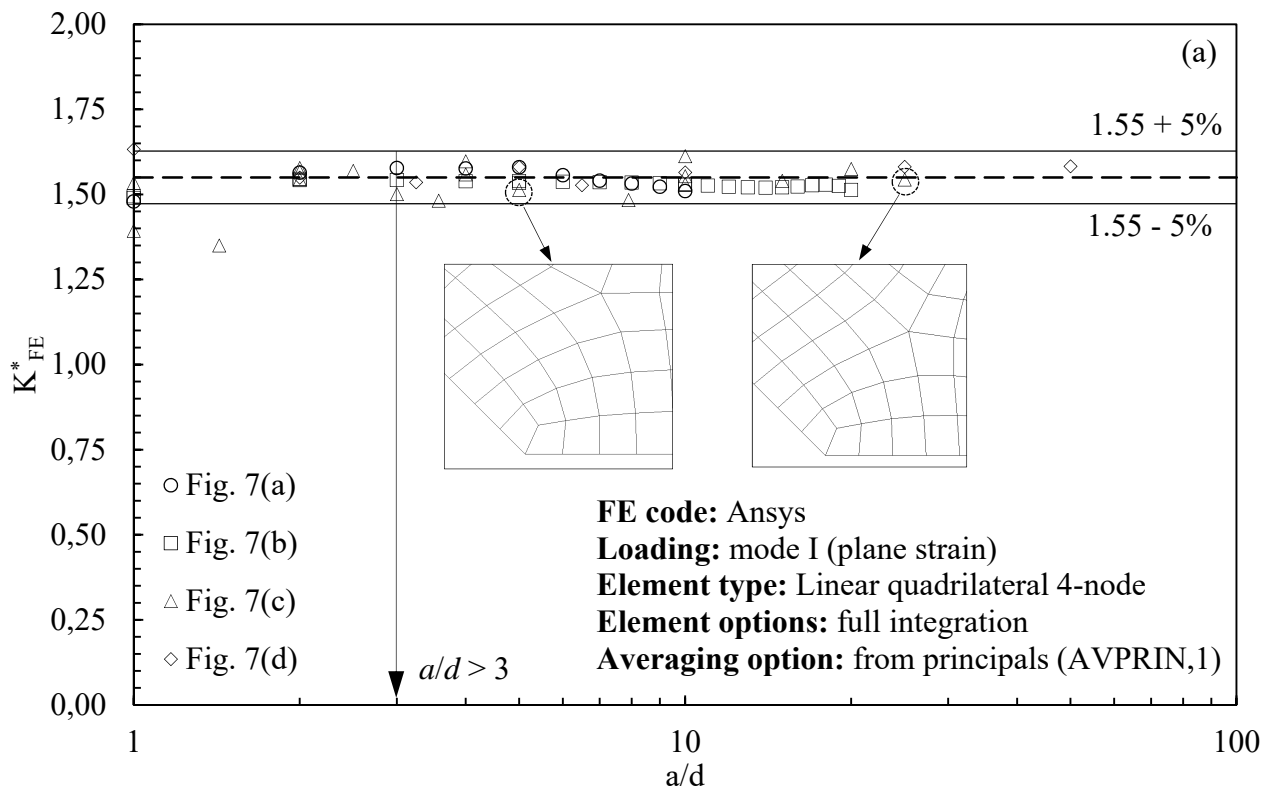 (a)
2,00
1,75
1,50
1,25
1,00
0,75
0,50
0,25
0,00
K*FE
1.55 + 5%
1.55 - 5%
Fig. 7(a)
Fig. 7(b)
Fig. 7(c)
Fig. 7(d)
a/d > 3
FE code: Ansys
Loading: mode I (plane strain)
Element type: Linear quadrilateral 4-node
Element options: full integration
Averaging option: from principals (AVPRIN,1)
1
10
100
a/d